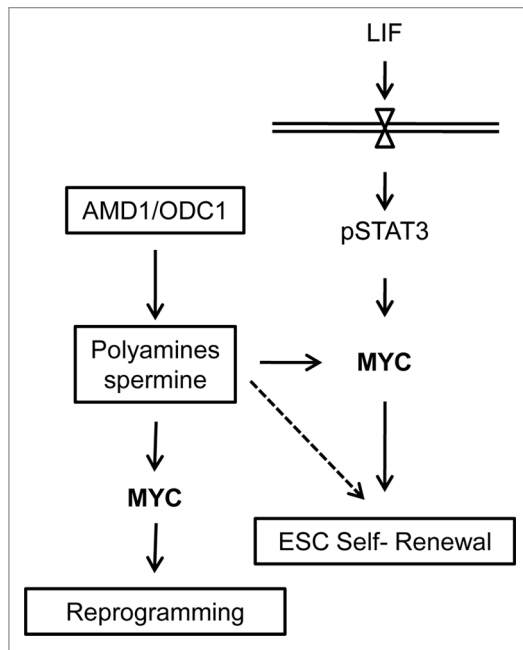 LIF
AMD1/ODC1
pSTAT3
Polyamines
spermine
MYC
MYC
ESC Self- Renewal
Reprogramming